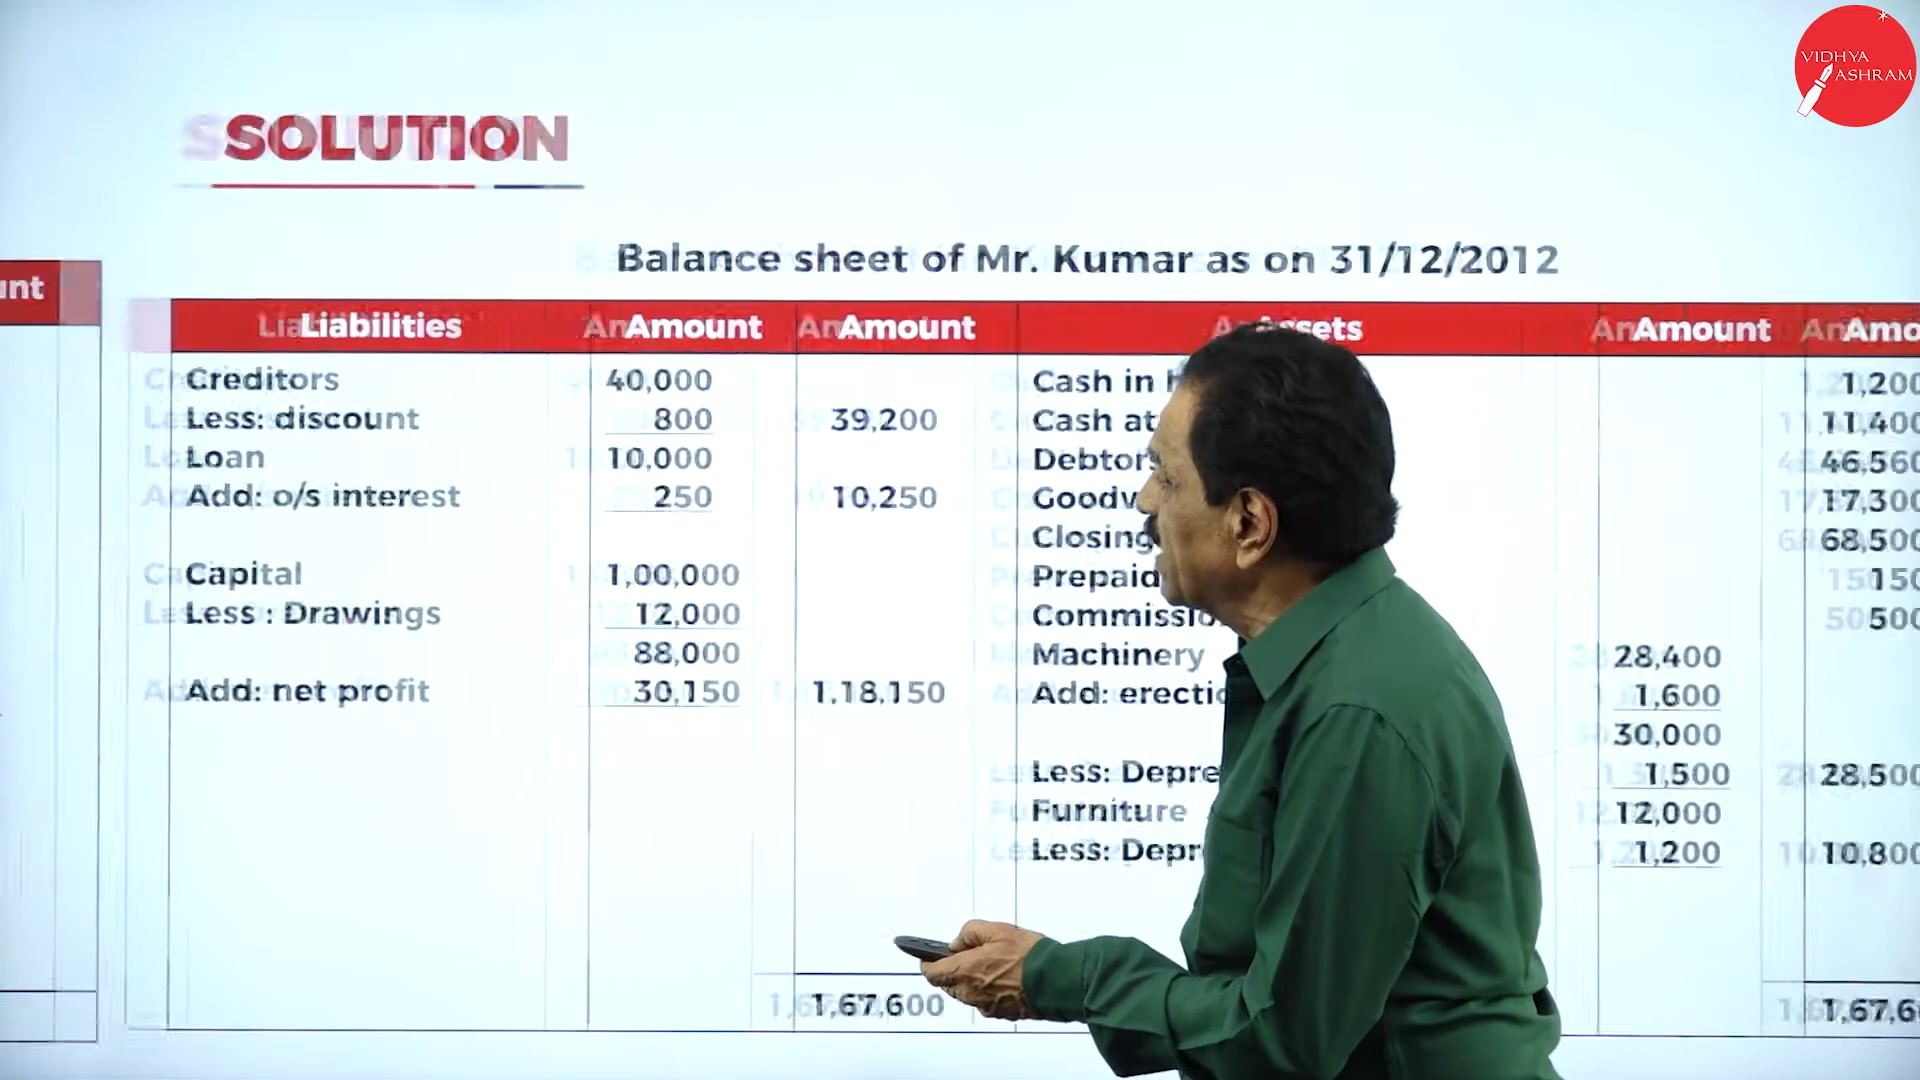 VIDHYA
ASHRAM
SOLUTION
Balance sheet of Mr. Kumar as on 31/12/2012
Liabilities Amount Amount Assets Amount
Creditors 40,000 Cash in 1,200
Less: discount 800 39,200 Cash at 11,400
Loan 10,000 Debtors 46,560
Add: o/s interest 250 10,250 17,300
Closing 68,500
Capital 1,00,000 Prepaid 150
Less : Drawings 12,000 500
88,000 Machinery 28,400
Add: net profit 30,150 1,18,150 Add: 1,600
30,000
Less: 1,500 28,500
Furniture 12,000
Less: 1,200 10,800
1,67,600